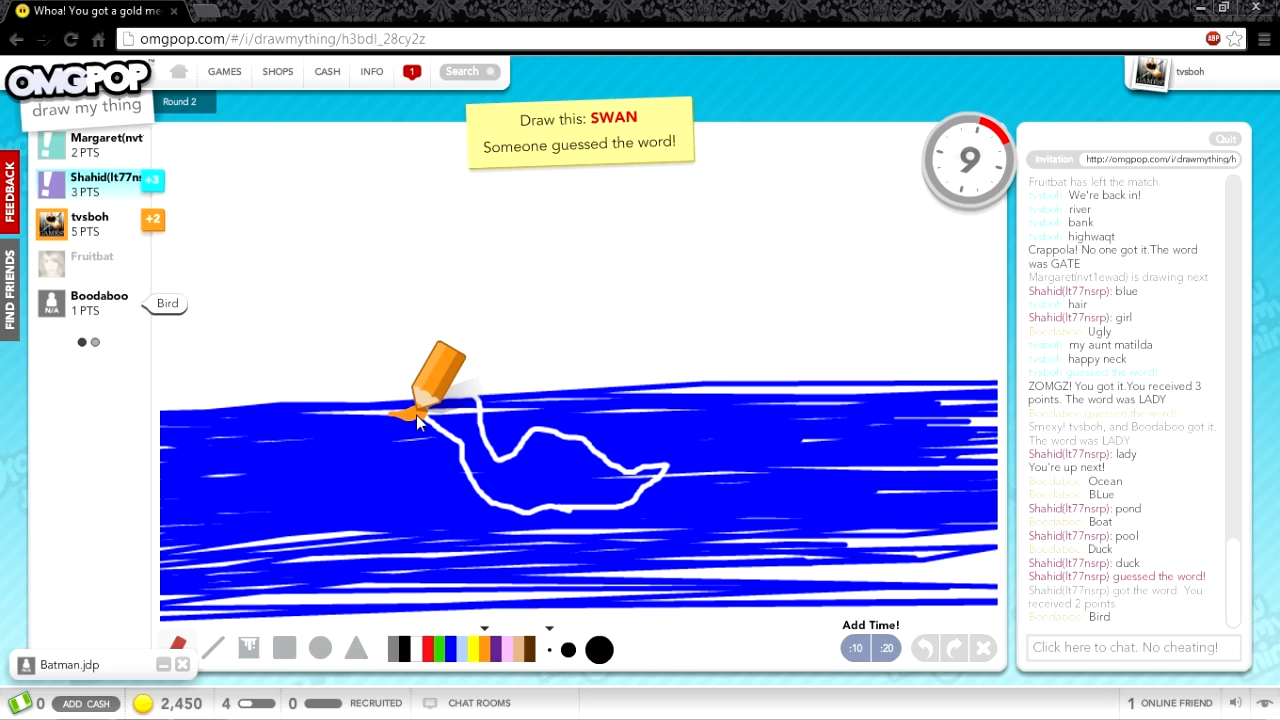 Whoa! You got a gold me
omgpop.com/#/i/drawmything/h3bdl_28cy2z
ABP
OMGPOP
GAMES
SHOPS
CASH
INFO
1
Search
tvsboh
draw my thing
Round 2
Draw this: SWAN
Someone guessed the word!
9
Margaret(nvt
2 PTS
Shahid(lt77ns
3 PTS
+3
tvsboh
5 PTS
+2
Fruitbat
N/A
Boodaboo
1 PTS
Bird
FEEDBACK
FIND FRIENDS
Quit
Invitation http://omgpop.com/i/drawmything/h
Fruitbat has left the match.
tvsboh: We're back in!
tvsboh: river
tvsboh: bank
tvsboh: highwaqt
Crappola! No one got it.The word
was GATE
Margaret(nvt1ewad) is drawing next
Shahid(lt77nsrp): blue
tvsboh: hair
Shahid(lt77nsrp): girl
Boodaboo: Ugly
tvsboh: my aunt matilda
tvsboh: happy neck
tvsboh guessed the word!
ZOMGZ! You got it.You received 3
points. The word was LADY
Boodaboo guessed the word!
Smexy! tvsboh, and Boodaboo got it.
The word was LADY
Shahid(lt77nsrp): lady
You're up next!
Boodaboo: Ocean
Boodaboo: BLue
Shahid(lt77nsrp): pond
Boodaboo: Boat
Shahid(lt77nsrp): pool
Boodaboo: Duck
Shahid(lt77nsrp): duck
Shahid(lt77nsrp) guessed the word!
Shahid(lt77nsrp) got the word. You
received 2 points.
Boodaboo: Bird
Click here to chat. No cheating!
Add Time!
:10
:20
Batman.jdp
0
ADD CASH
2,450
4
0
RECRUITED
CHAT ROOMS
1 ONLINE FRIEND